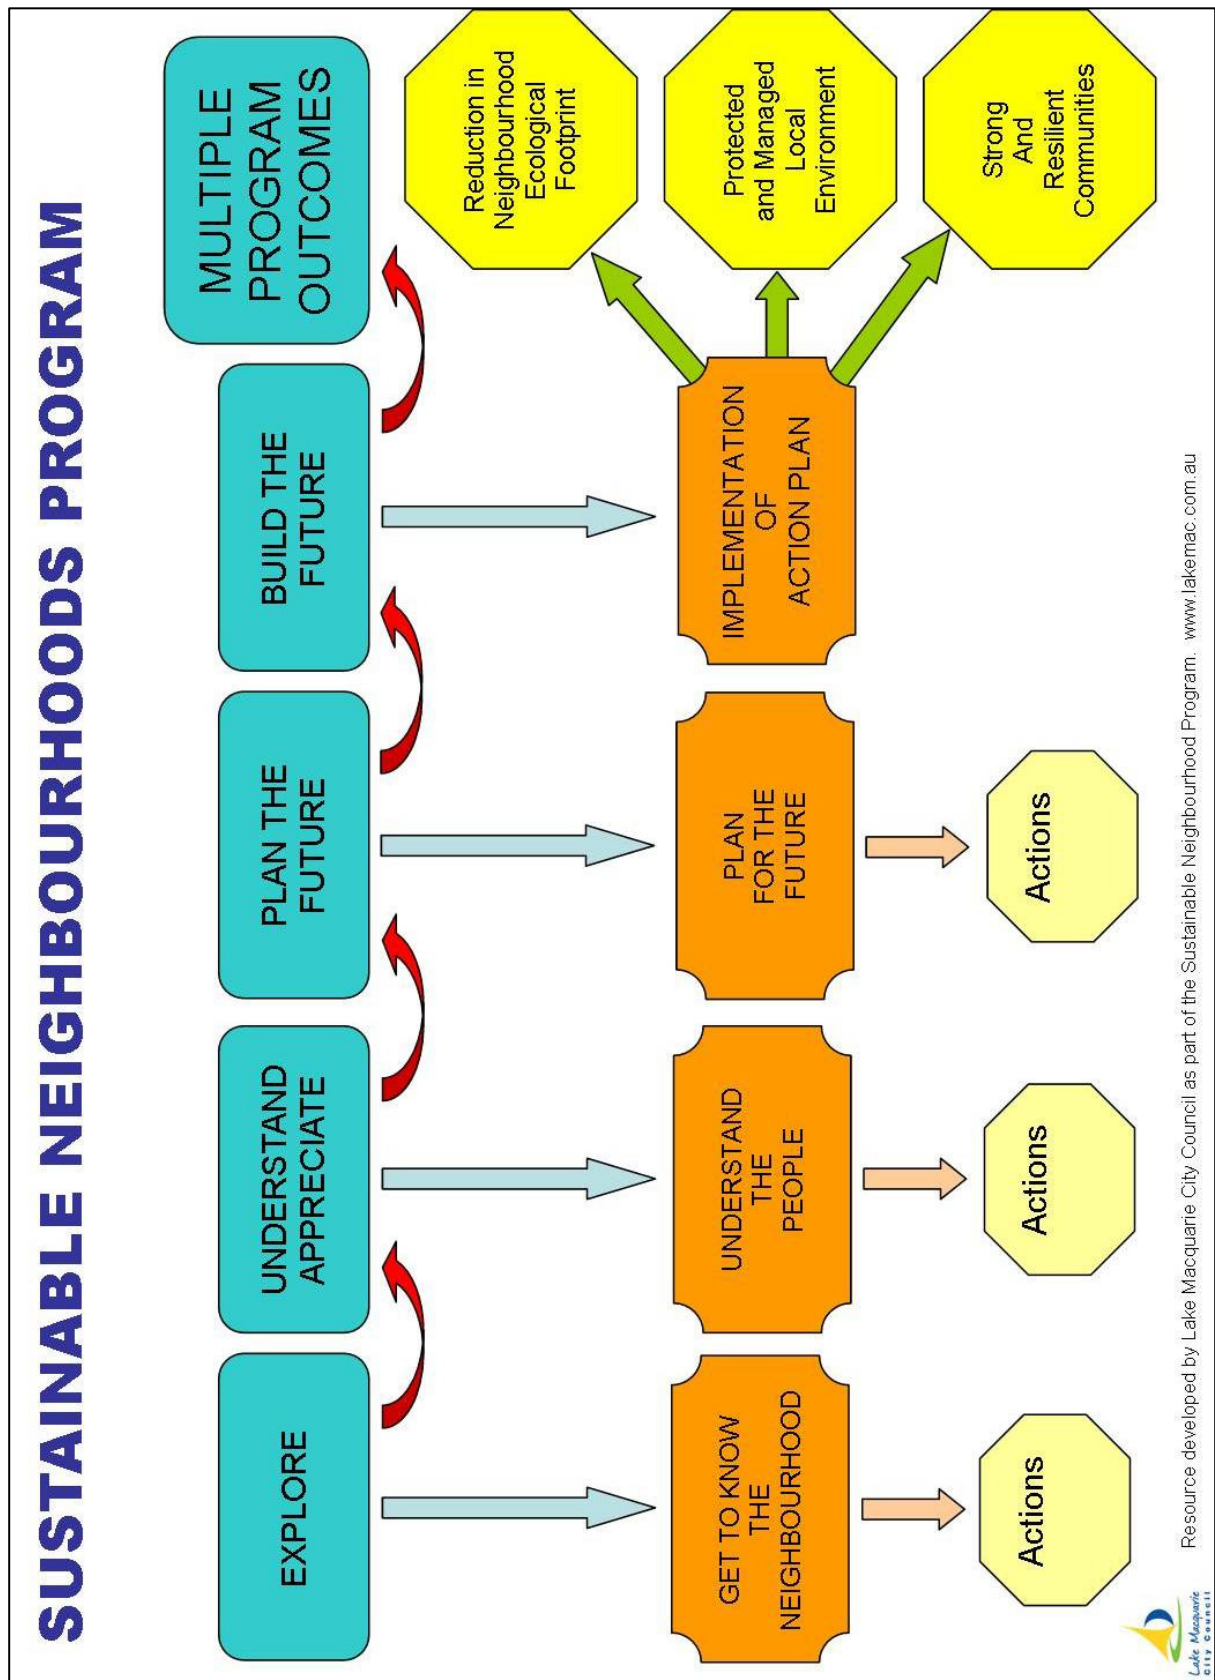 SUSTAINABLE NEIGHBOURHOODS PROGRAM
EXPLORE
UNDERSTAND
APPRECIATE
PLAN THE
FUTURE
BUILD THE
FUTURE
MULTIPLE
PROGRAM
OUTCOMES
GET TO KNOW
THE
NEIGHBOURHOOD
UNDERSTAND
THE
PEOPLE
PLAN
FOR THE
FUTURE
IMPLEMENTATION
OF
ACTION PLAN
Reduction in
Neighbourhood
Ecological
Footprint
Protected
and Managed
Local
Environment
Strong
And
Resilient
Communities
Actions
Actions
Actions
Lake Macquarie
City Council
Resource developed by Lake Macquarie City Council as part of the Sustainable Neighbourhood Program. www.lakemac.com.au